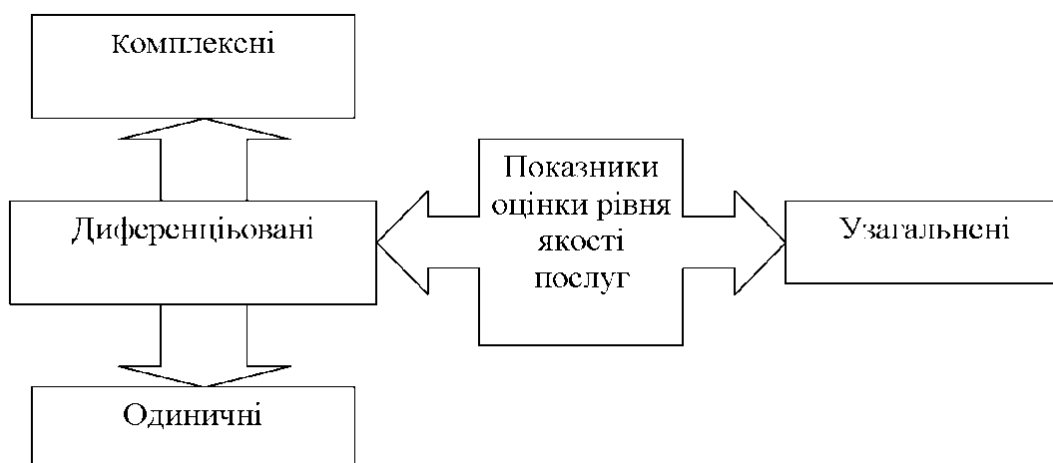 Комплексні
Показники
оцінки рівня
якості
послуг
Диференційовані
Узагальнені
Одиничні